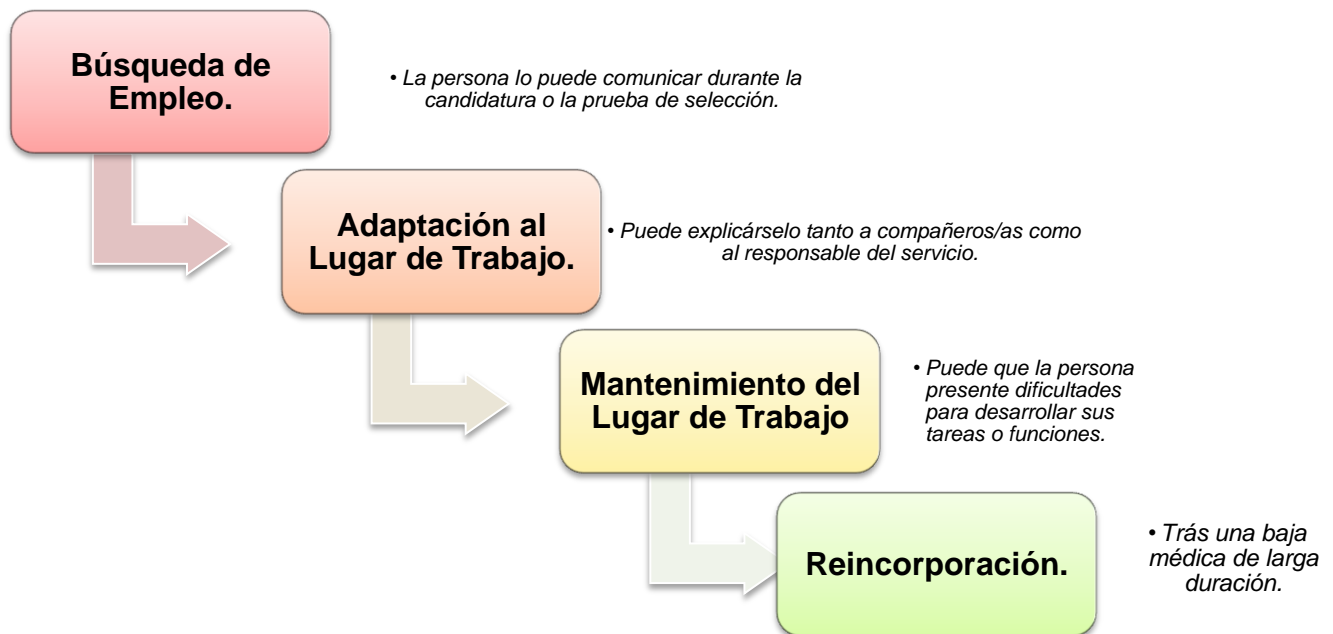 Búsqueda de
Empleo.
• La persona lo puede comunicar durante la
candidatura o la prueba de selección.
Adaptación al
Lugar de Trabajo.
• Puede explicárselo tanto a compañeros/as como
al responsable del servicio.
Mantenimiento del
Lugar de Trabajo
• Puede que la persona
presente dificultades
para desarrollar sus
tareas o funciones.
Reincorporación.
• Trás una baja
médica de larga
duración.